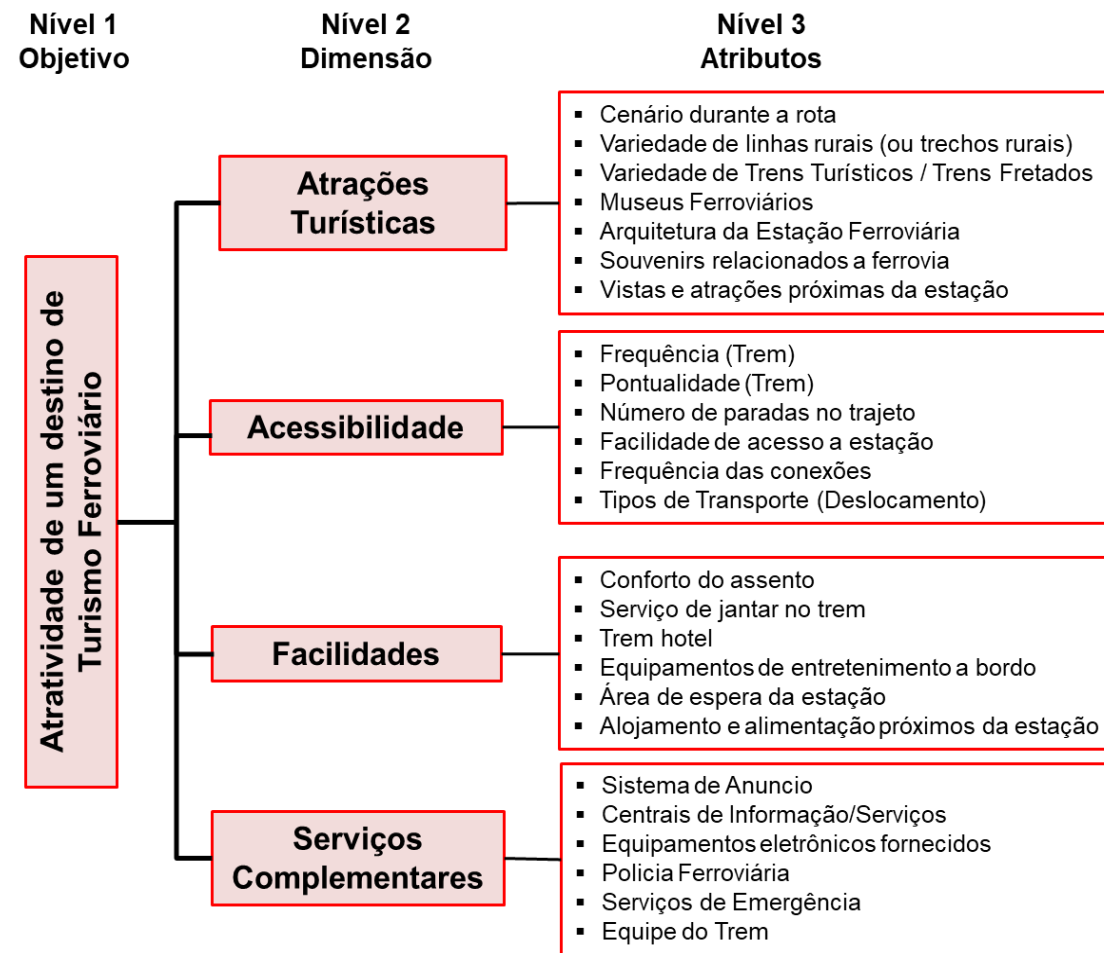 Nível 1
Objetivo
Nível 2
Dimensão
Nível 3
Atributos
Atratividade de um destino de
Turismo Ferroviário
Atrações
Turísticas
▪ Cenário durante a rota
▪ Variedade de linhas rurais (ou trechos rurais)
▪ Variedade de Trens Turísticos / Trens Fretados
▪ Museus Ferroviários
▪ Arquitetura da Estação Ferroviária
▪ Souvenirs relacionados a ferrovia
▪ Vistas e atrações próximas da estação
Acessibilidade
▪ Frequência (Trem)
▪ Pontualidade (Trem)
▪ Número de paradas no trajeto
▪ Facilidade de acesso a estação
▪ Frequência das conexões
▪ Tipos de Transporte (Deslocamento)
Facilidades
▪ Conforto do assento
▪ Serviço de jantar no trem
▪ Trem hotel
▪ Equipamentos de entretenimento a bordo
▪ Área de espera da estação
▪ Alojamento e alimentação próximos da estação
Serviços
Complementares
▪ Sistema de Anuncio
▪ Centrais de Informação/Serviços
▪ Equipamentos eletrônicos fornecidos
▪ Policia Ferroviária
▪ Serviços de Emergência
▪ Equipe do Trem